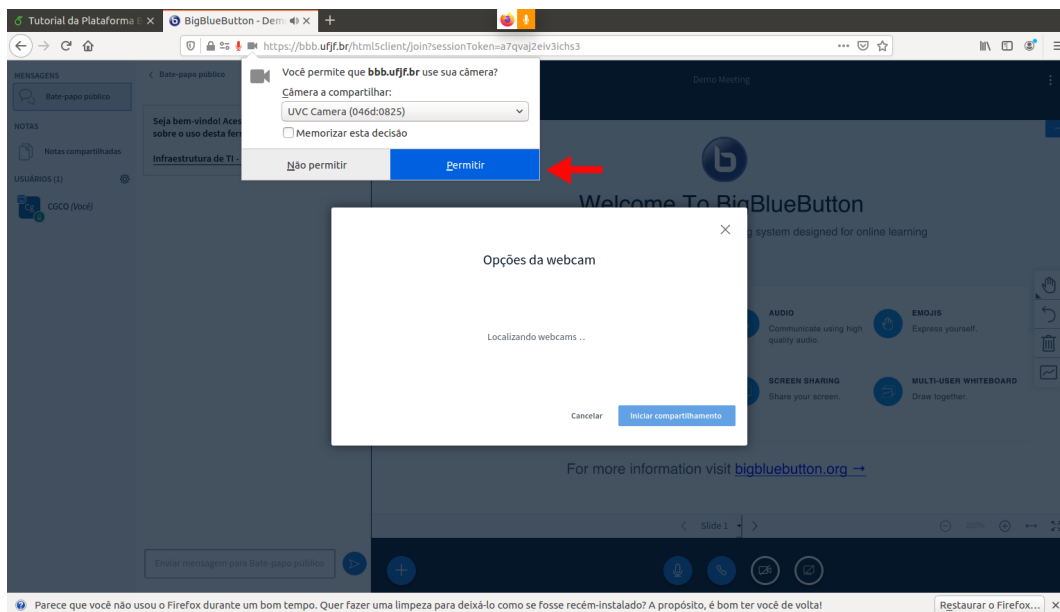 Tutorial da Plataforma B
BigBlueButton - Dem
https://bbb.ufjf.br/html5client/join?sessionToken=a7qvaj2eiv3ichs3
Você permite que bbb.ufjf.br use sua câmera?
Câmera a compartilhar:
UVC Camera (046d:0825)
Memorizar esta decisão
Não permitir
Permitir
MENSAGENS
Bate-papo público
NOTAS
Notas compartilhadas
USUÁRIOS (1)
CG
CGCO (Você)
Bate-papo público
Seja bem-vindo! Aces
sobre o uso desta fer
Infraestrutura de TI -
Demo Meeting
Welcome To BigBlueButton
g system designed for online learning
Opções da webcam
Localizando webcams ..
Cancelar
Iniciar compartilhamento
AUDIO
Communicate using high
quality audio.
EMOJIS
Express yourself.
SCREEN SHARING
Share your screen.
MULTI-USER WHITEBOARD
Draw together.
For more information visit bigbluebutton.org →
Slide 1
100%
Enviar mensagem para Bate-papo público
Parece que você não usou o Firefox durante um bom tempo. Quer fazer uma limpeza para deixá-lo como se fosse recém-instalado? A propósito, é bom ter você de volta!
Restaurar o Firefox...